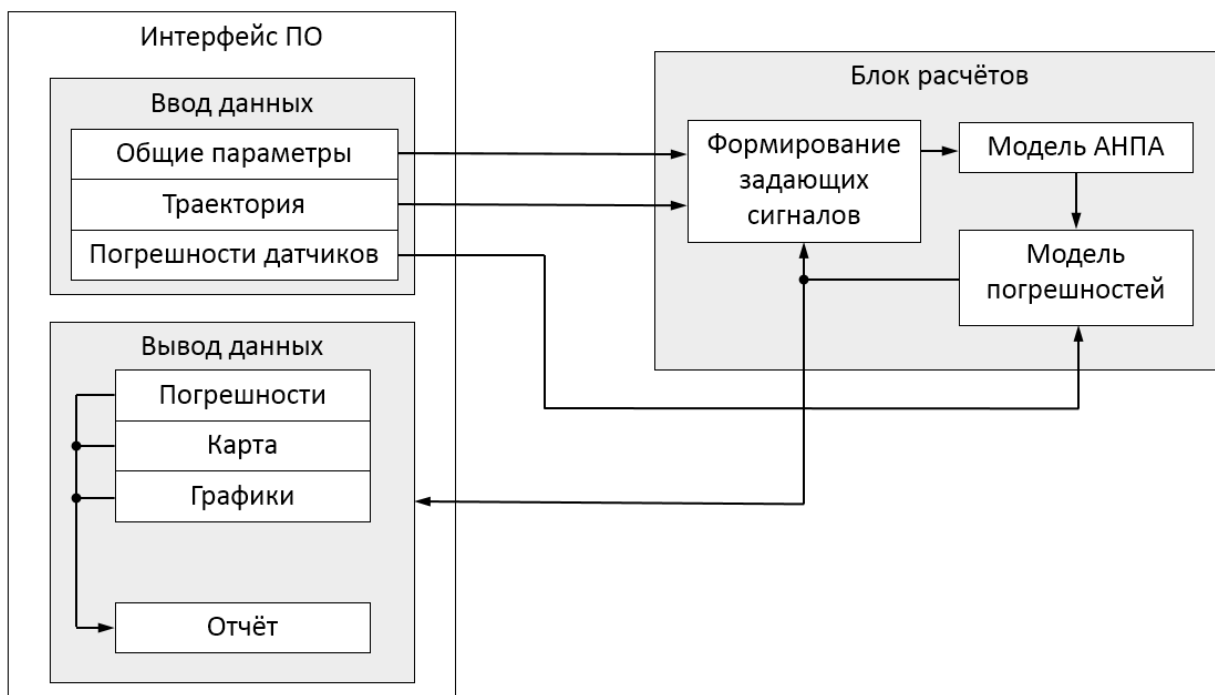 Интерфейс ПО
Ввод данных
Общие параметры
Траектория
Погрешности датчиков
Вывод данных
Погрешности
Карта
Графики
Отчёт
Блок расчётов
Формирование
задающих
сигналов
Модель АНПА
Модель
погрешностей